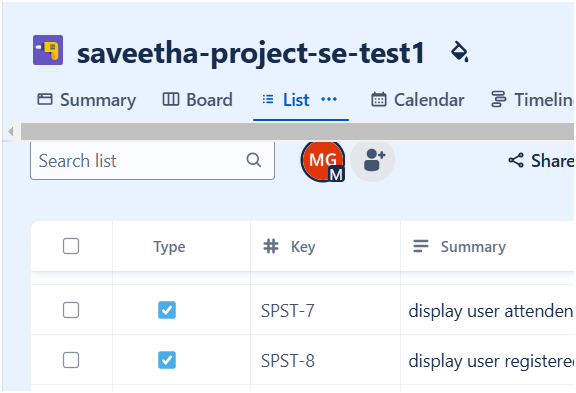 saveetha-project-se-test1
Summary Board List Calendar Timelin
Search list MG M Share
Type Key Summary
SPST-7 display user attenden
SPST-8 display user registere